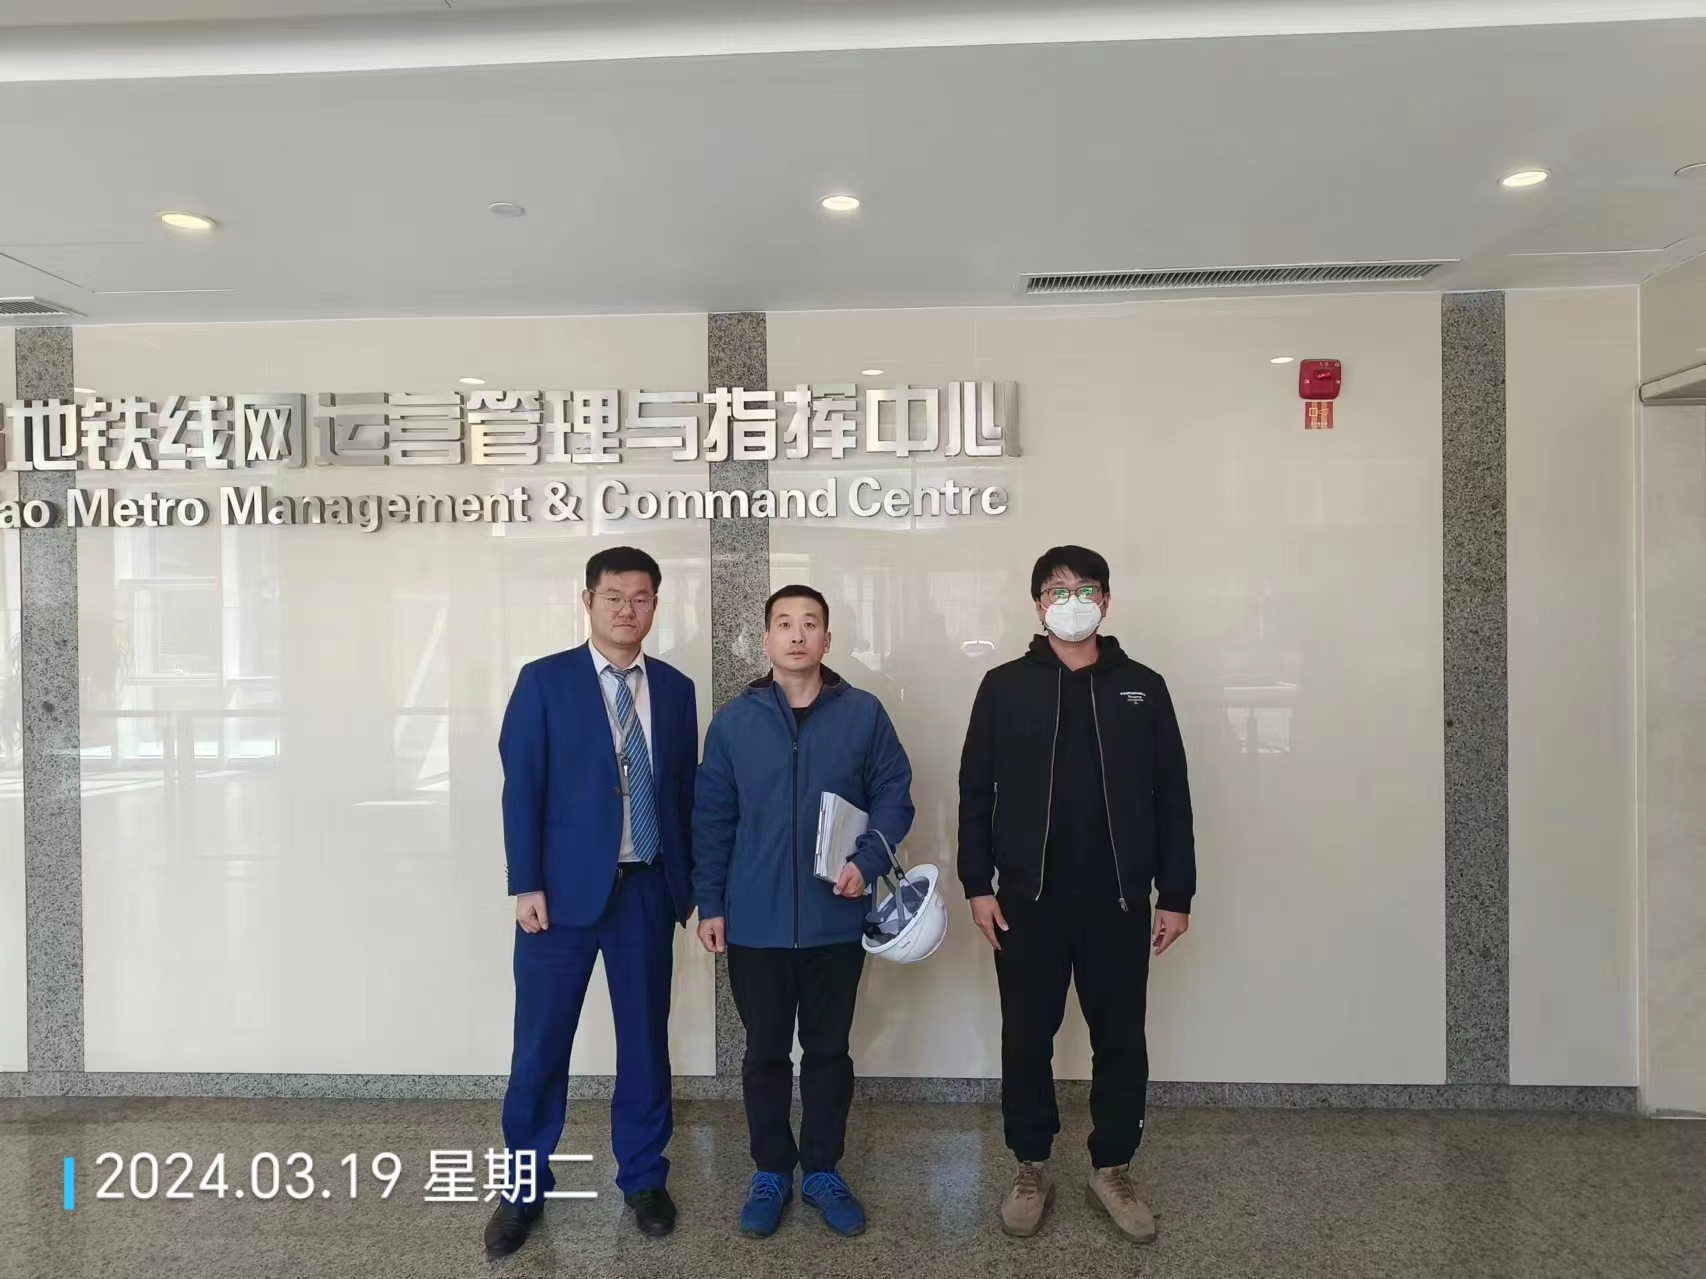 地铁线网运营管理与指挥中心
ao Metro Management & Command Centre
2024.03.19 星期二